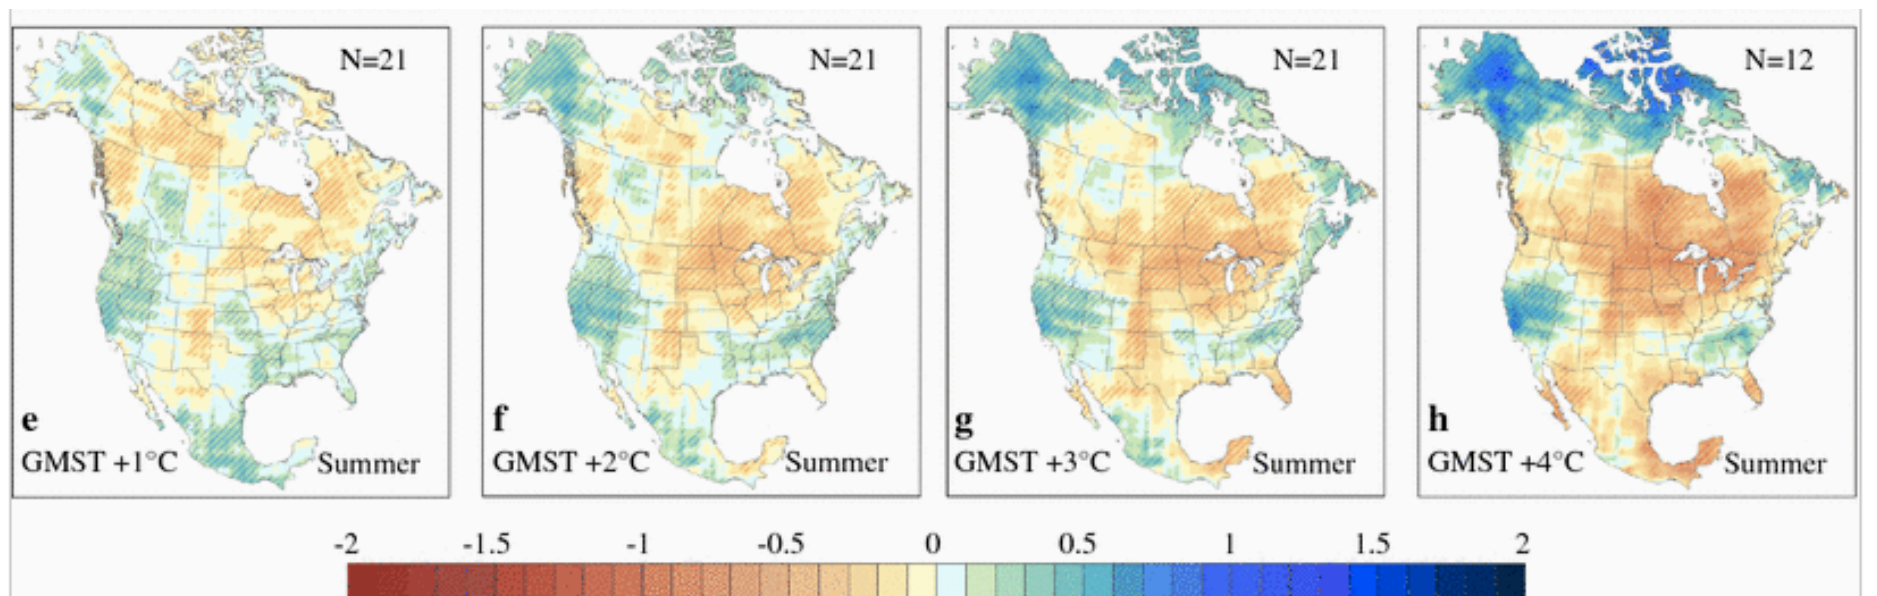 N=21
N=21
N=21
N=12
e
f
g
h
GMST +1°C
Summer
GMST +2°C
Summer
GMST +3°C
Summer
GMST +4°C
Summer
-2 -1.5 -1 -0.5 0 0.5 1 1.5 2